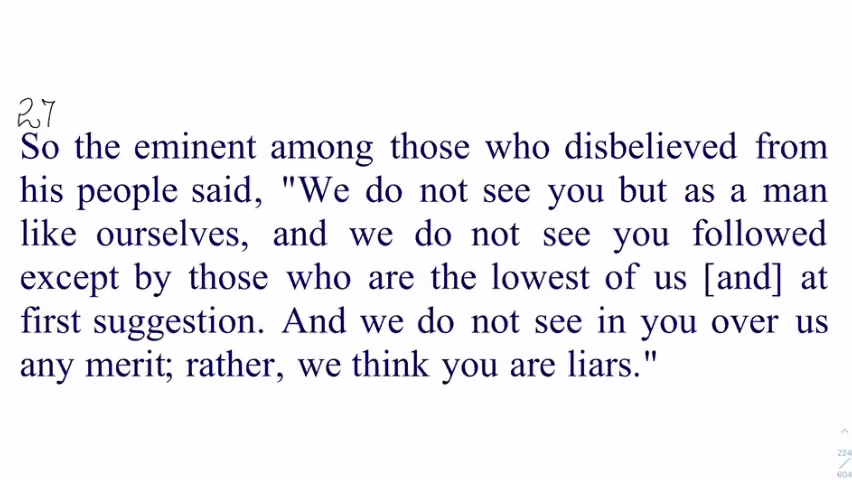 27
So the eminent among those who disbelieved from
his people said, "We do not see you but as a man
like ourselves, and we do not see you followed
except by those who are the lowest of us [and] at
first suggestion. And we do not see in you over us
any merit; rather, we think you are liars."
224
/
604